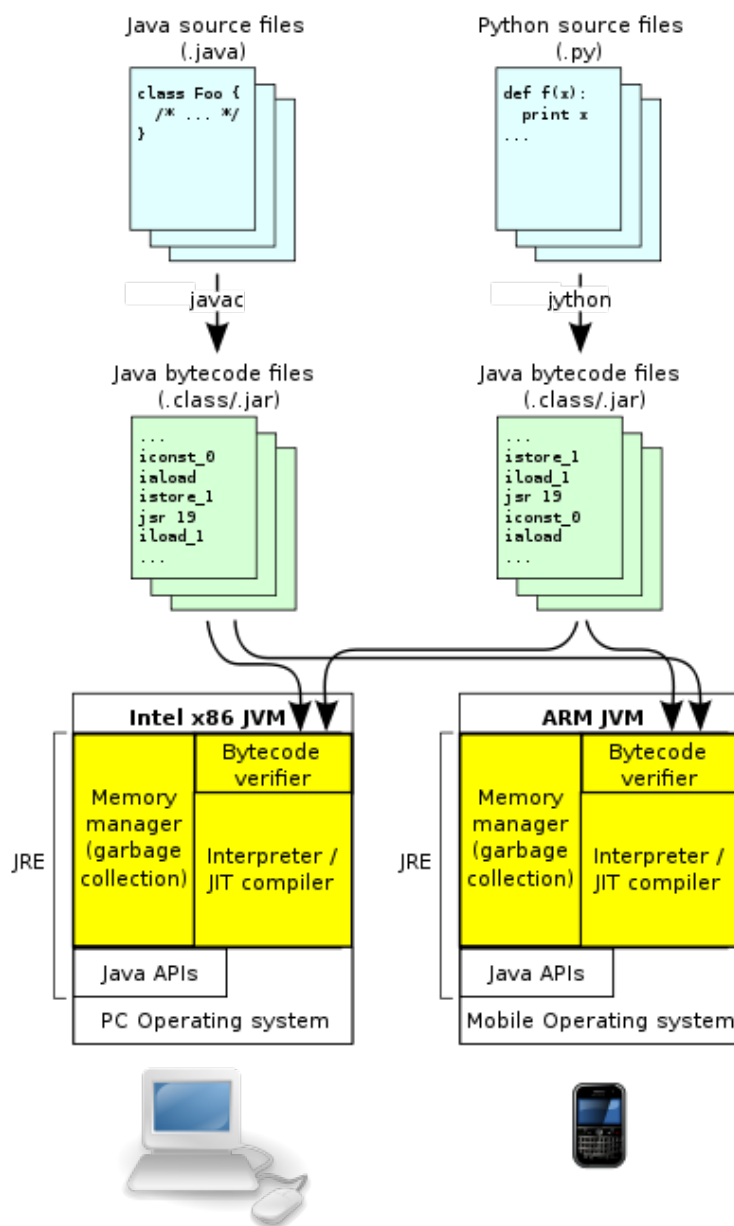 Java source files
(.java)
class Foo {
/* ... */
}
javac
Java bytecode files
(.class/.jar)
...
iconst_0
iaload
istore_1
jsr 19
iload_1
...
Python source files
(.py)
def f(x):
print x
...
jython
Java bytecode files
(.class/.jar)
...
istore_1
iload_1
jsr 19
iconst_0
iaload
...
Intel x86 JVM
JRE
Memory
manager
(garbage
collection)
Bytecode
verifier
Interpreter /
JIT compiler
Java APIs
PC Operating system
ARM JVM
JRE
Memory
manager
(garbage
collection)
Bytecode
verifier
Interpreter /
JIT compiler
Java APIs
Mobile Operating system